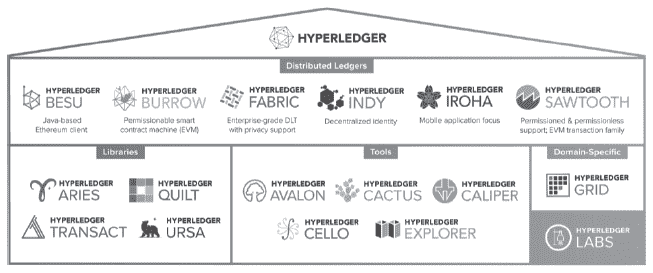 HYPERLEDGER
Distributed Ledgers
HYPERLEDGER BESU
Java-based
Ethereum client
HYPERLEDGER BURROW
Permissionable smart
contract machine (EVM)
HYPERLEDGER FABRIC
Enterprise-grade DLT
with privacy support
HYPERLEDGER INDY
Decentralized identity
HYPERLEDGER IROHA
Mobile application focus
HYPERLEDGER SAWTOOTH
Permissioned & permissionless
support; EVM transaction family
Libraries
HYPERLEDGER ARIES
HYPERLEDGER QUILT
HYPERLEDGER TRANSACT
HYPERLEDGER URSA
Tools
HYPERLEDGER AVALON
HYPERLEDGER CACTUS
HYPERLEDGER CALIPER
HYPERLEDGER CELLO
HYPERLEDGER EXPLORER
Domain-Specific
HYPERLEDGER GRID
HYPERLEDGER LABS